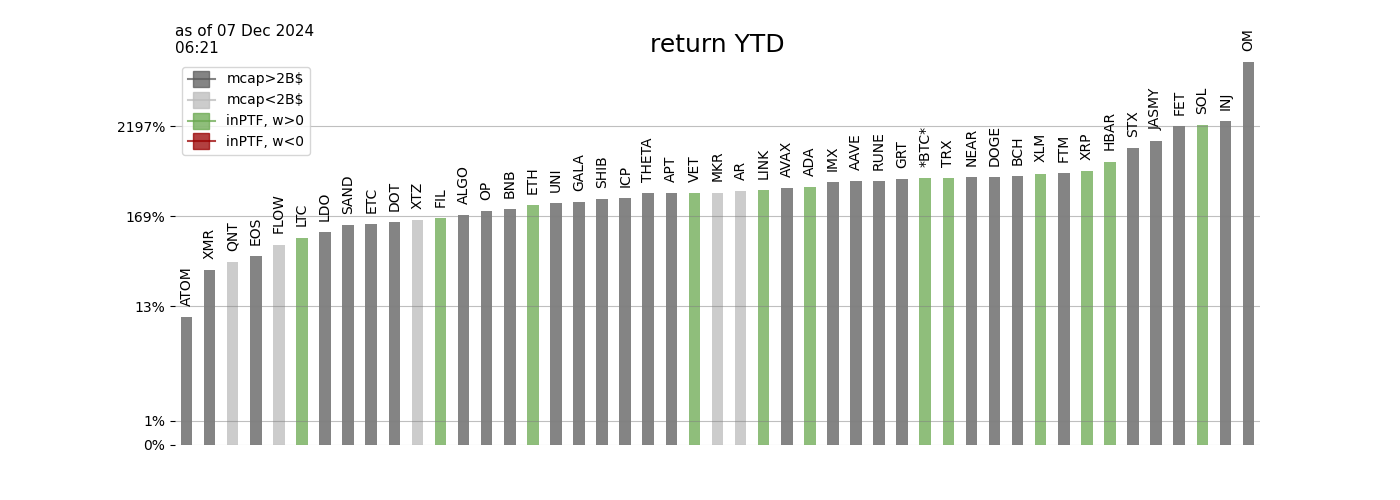 as of 07 Dec 2024
06:21
return YTD
mcap>2B$
mcap<2B$
inPTF, w>0
inPTF, w<0
2197%
169%
13%
1%
0%
ATOM
XMR
QNT
EOS
FLOW
LTC
LDO
SAND
ETC
DOT
XTZ
FIL
ALGO
OP
BNB
ETH
UNI
GALA
SHIB
ICP
THETA
APT
VET
MKR
AR
LINK
AVAX
ADA
IMX
AAVE
RUNE
GRT
*BTC*
TRX
NEAR
DOGE
BCH
XLM
FTM
XRP
HBAR
STX
JASMY
FET
SOL
INJ
OM